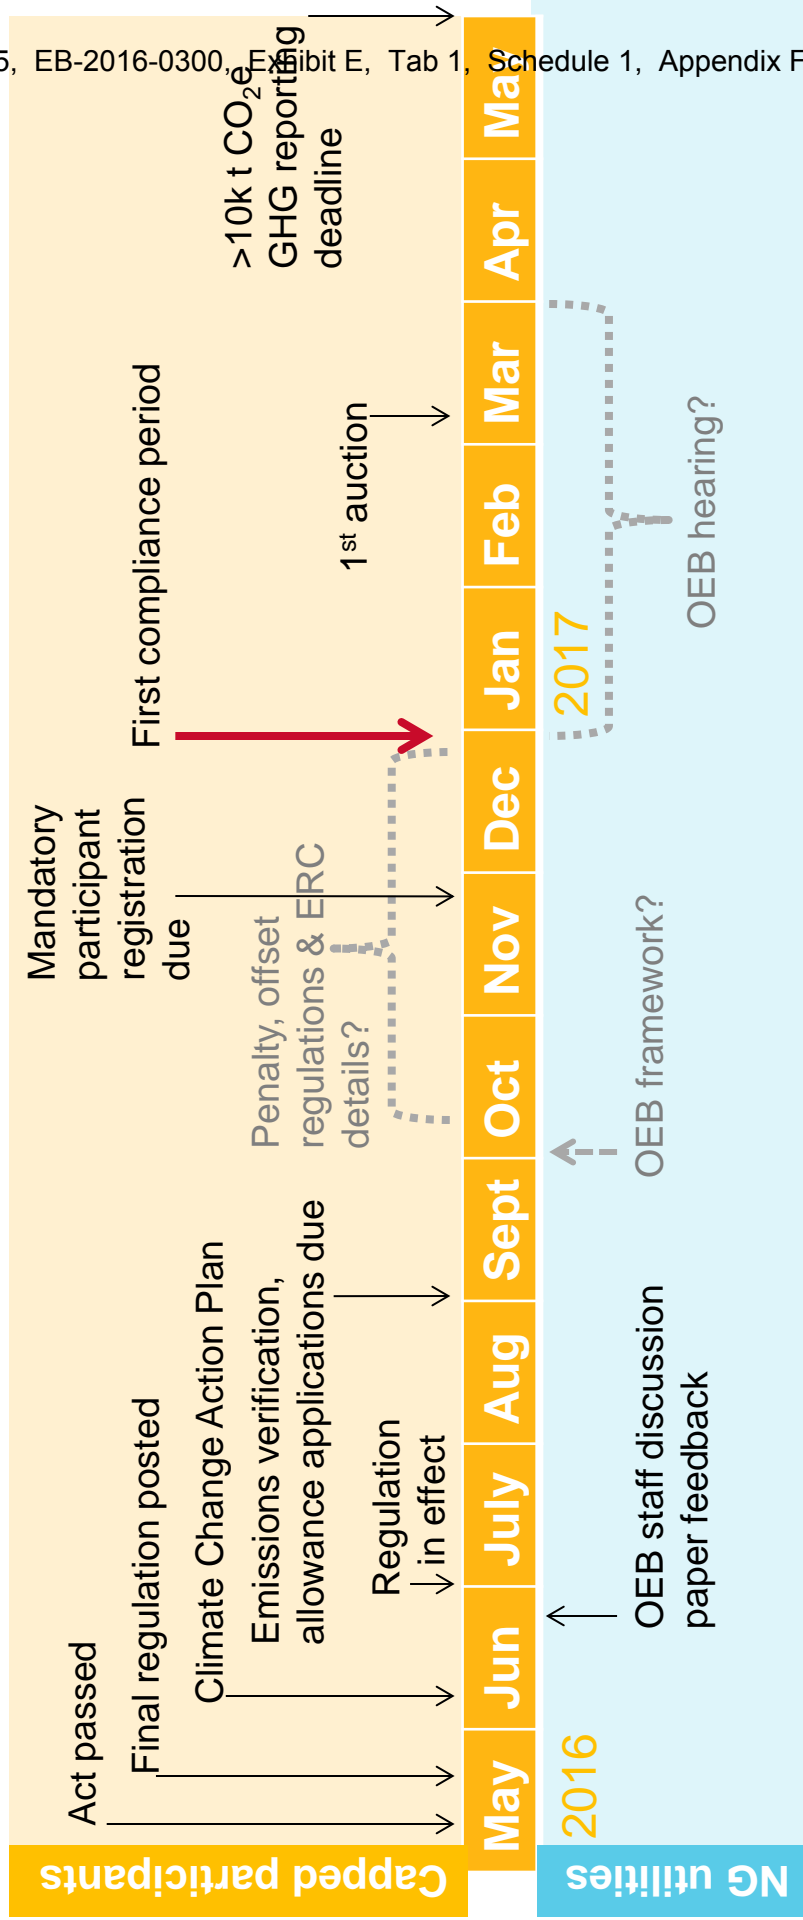 5, EB-2016-0300, Exhibit E, Tab 1, Schedule 1, Appendix F
Capped participants
Act passed
Final regulation posted
Climate Change Action Plan
Emissions verification,
allowance applications due
Regulation
in effect
Mandatory
participant
registration
due
Penalty, offset
regulations & ERC
details?
First compliance period
1st auction
>10k t CO2e
GHG reporting
deadline
May
Jun
July
Aug
Sept
Oct
Nov
Dec
Jan
Feb
Mar
Apr
May
2016
2017
NG utilities
OEB staff discussion
paper feedback
OEB framework?
OEB hearing?